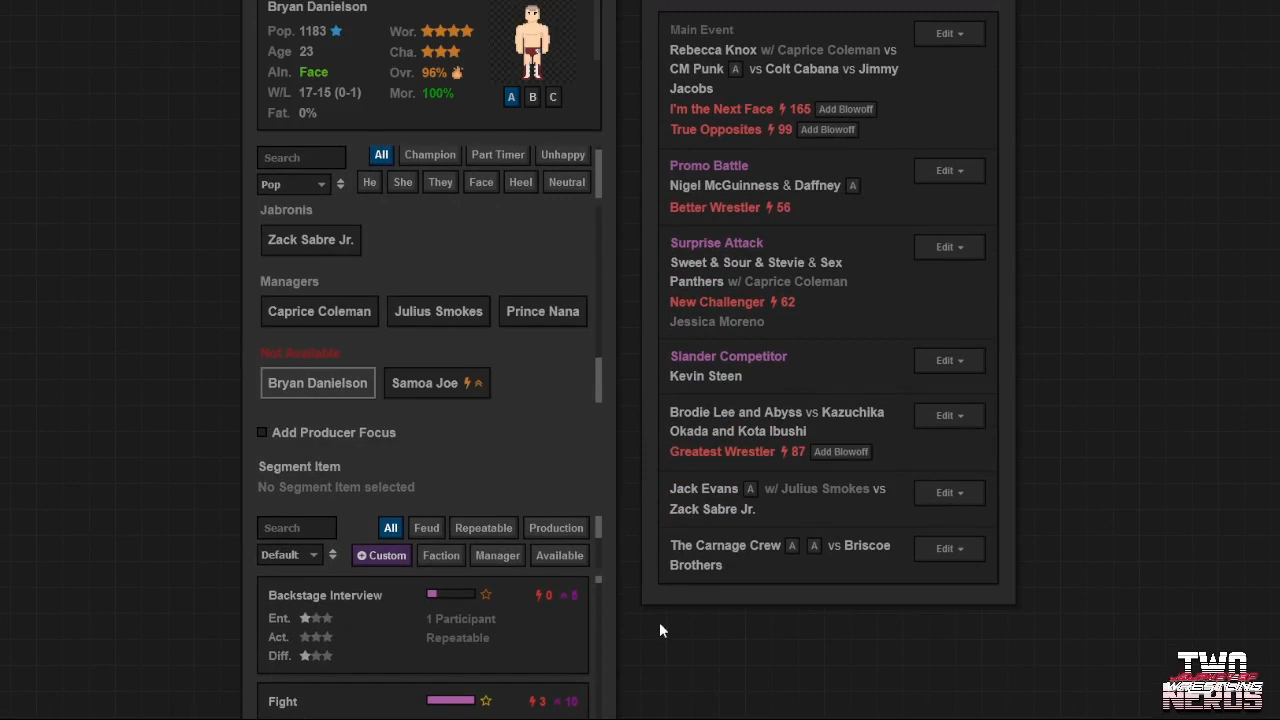 Bryan Danielson
Pop. 1183 Wor.
Age 23 Cha.
Aln. Face Ovr. 96%
W/L 17-15 (0-1) Mor. 100%
Fat. 0% A B C
Search All Champion Part Timer Unhappy
Pop He She They Face Heel Neutral
Jabronis
Zack Sabre Jr.
Managers
Caprice Coleman Julius Smokes Prince Nana
Not Available
Bryan Danielson Samoa Joe
Add Producer Focus
Segment Item
No Segment Item selected
Search All Feud Repeatable Production
Default Custom Faction Manager Available
Backstage Interview 0 6
Ent. 1 Participant
Act. Repeatable
Diff.
Fight 3 10
Main Event Edit
Rebecca Knox w/ Caprice Coleman vs
CM Punk A vs Colt Cabana vs Jimmy
Jacobs
I'm the Next Face 165 Add Blowoff
True Opposites 99 Add Blowoff
Promo Battle Edit
Nigel McGuinness & Daffney A
Better Wrestler 56
Surprise Attack Edit
Sweet & Sour & Stevie & Sex
Panthers w/ Caprice Coleman
New Challenger 62
Jessica Moreno
Slander Competitor Edit
Kevin Steen
Brodie Lee and Abyss vs Kazuchika Edit
Okada and Kota Ibushi
Greatest Wrestler 87 Add Blowoff
Jack Evans A w/ Julius Smokes vs Edit
Zack Sabre Jr.
The Carnage Crew A A vs Briscoe Edit
Brothers
TWO
WRESTLING
NERDS